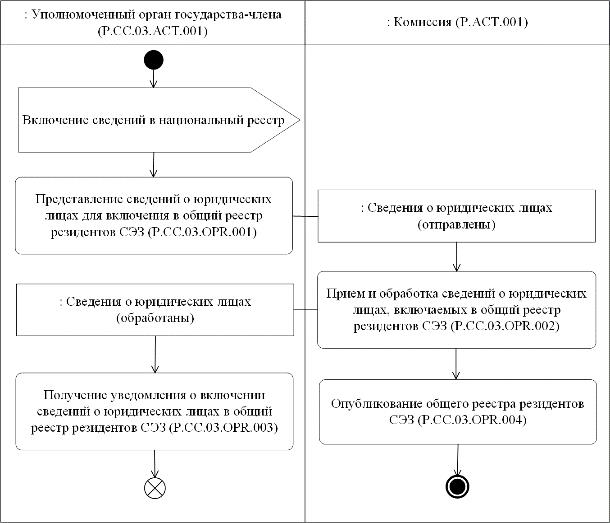 : Уполномоченный орган государства-члена
(P.CC.03.ACT.001)
: Комиссия (P.ACT.001)
Включение сведений в национальный реестр
Представление сведений о юридических
лицах для включения в общий реестр
резидентов СЭЗ (P.CC.03.OPR.001)
: Сведения о юридических лицах
(отправлены)
Прием и обработка сведений о юридических
лицах, включаемых в общий реестр
резидентов СЭЗ (P.CC.03.OPR.002)
: Сведения о юридических лицах
(обработаны)
Получение уведомления о включении
сведений о юридических лицах в общий
реестр резидентов СЭЗ (P.CC.03.OPR.003)
Опубликование общего реестра резидентов
СЭЗ (P.CC.03.OPR.004)